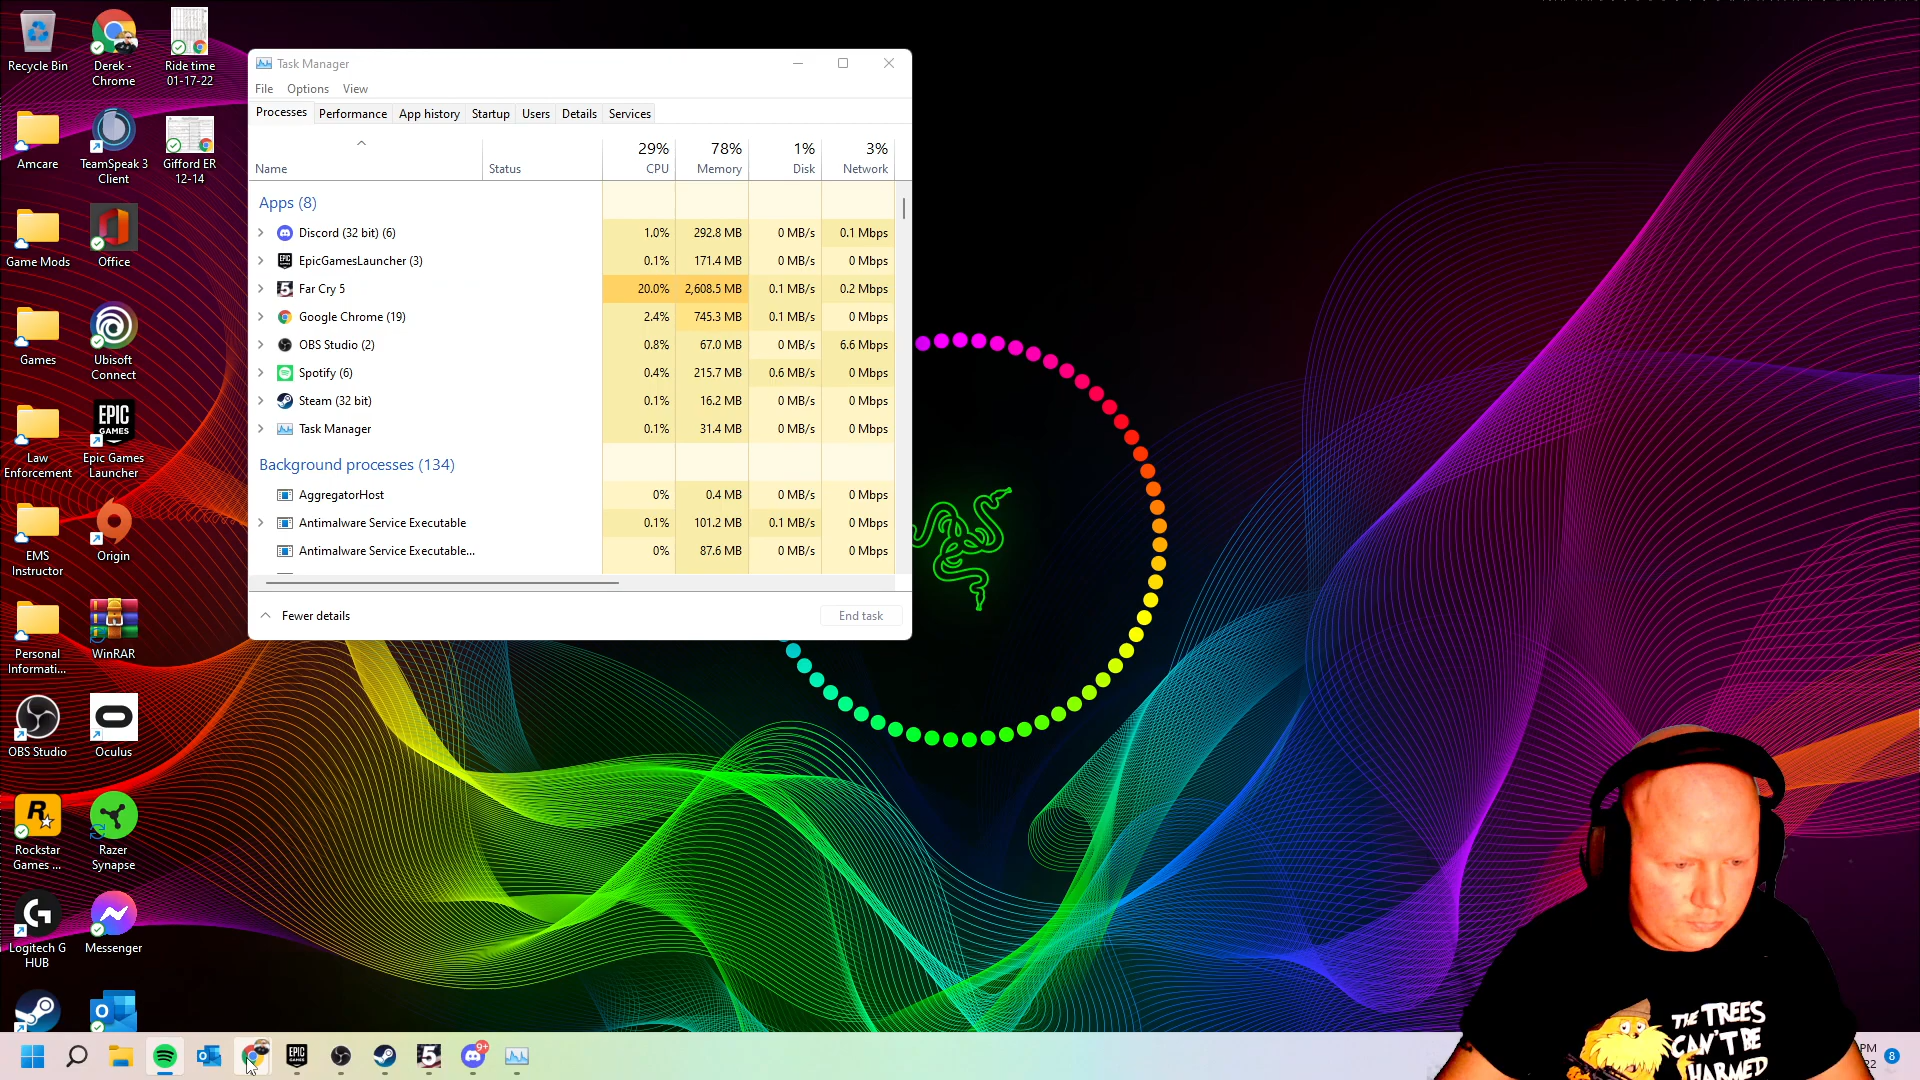 Recycle Bin
Derek -
Chrome
Ride time
01-17-22
Amcare
TeamSpeak 3
Client
Gifford ER
12-14
Game Mods
Office
Games
Ubisoft
Connect
Law
Enforcement
EPIC
GAMES
Epic Games
Launcher
EMS
Instructor
Origin
Personal
Informati...
WinRAR
OBS Studio
Oculus
Rockstar
Games ...
Razer
Synapse
Logitech G
HUB
Messenger
Task Manager
File Options View
Processes Performance App history Startup Users Details Services
29% 78% 1% 3%
Name Status CPU Memory Disk Network
Apps (8)
Discord (32 bit) (6) 1.0% 292.8 MB 0 MB/s 0.1 Mbps
EpicGamesLauncher (3) 0.1% 171.4 MB 0 MB/s 0 Mbps
Far Cry 5 20.0% 2,608.5 MB 0.1 MB/s 0.2 Mbps
Google Chrome (19) 2.4% 745.3 MB 0.1 MB/s 0 Mbps
OBS Studio (2) 0.8% 67.0 MB 0 MB/s 6.6 Mbps
Spotify (6) 0.4% 215.7 MB 0.6 MB/s 0 Mbps
Steam (32 bit) 0.1% 16.2 MB 0 MB/s 0 Mbps
Task Manager 0.1% 31.4 MB 0 MB/s 0 Mbps
Background processes (134)
AggregatorHost 0% 0.4 MB 0 MB/s 0 Mbps
Antimalware Service Executable 0.1% 101.2 MB 0.1 MB/s 0 Mbps
Antimalware Service Executable... 0% 87.6 MB 0 MB/s 0 Mbps
Fewer details End task
THE TREES
CAN'T BE
HARMED
EPIC
GAMES
5
9+
PM
22
8